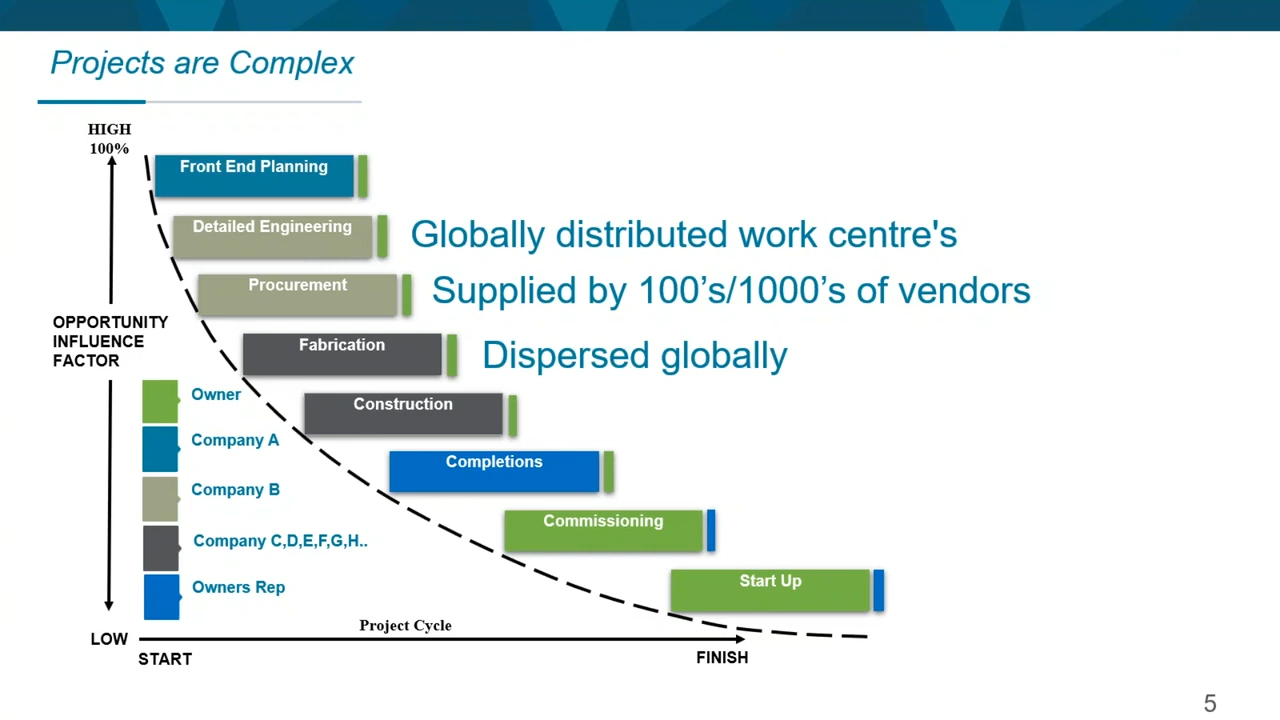 Projects are Complex
HIGH
100%
Front End Planning
Detailed Engineering
Globally distributed work centre's
Procurement
Supplied by 100’s/1000’s of vendors
OPPORTUNITY
INFLUENCE
FACTOR
Fabrication
Dispersed globally
Owner
Construction
Company A
Completions
Company B
Commissioning
Company C,D,E,F,G,H..
Owners Rep
Start Up
Project Cycle
LOW
START
FINISH
5